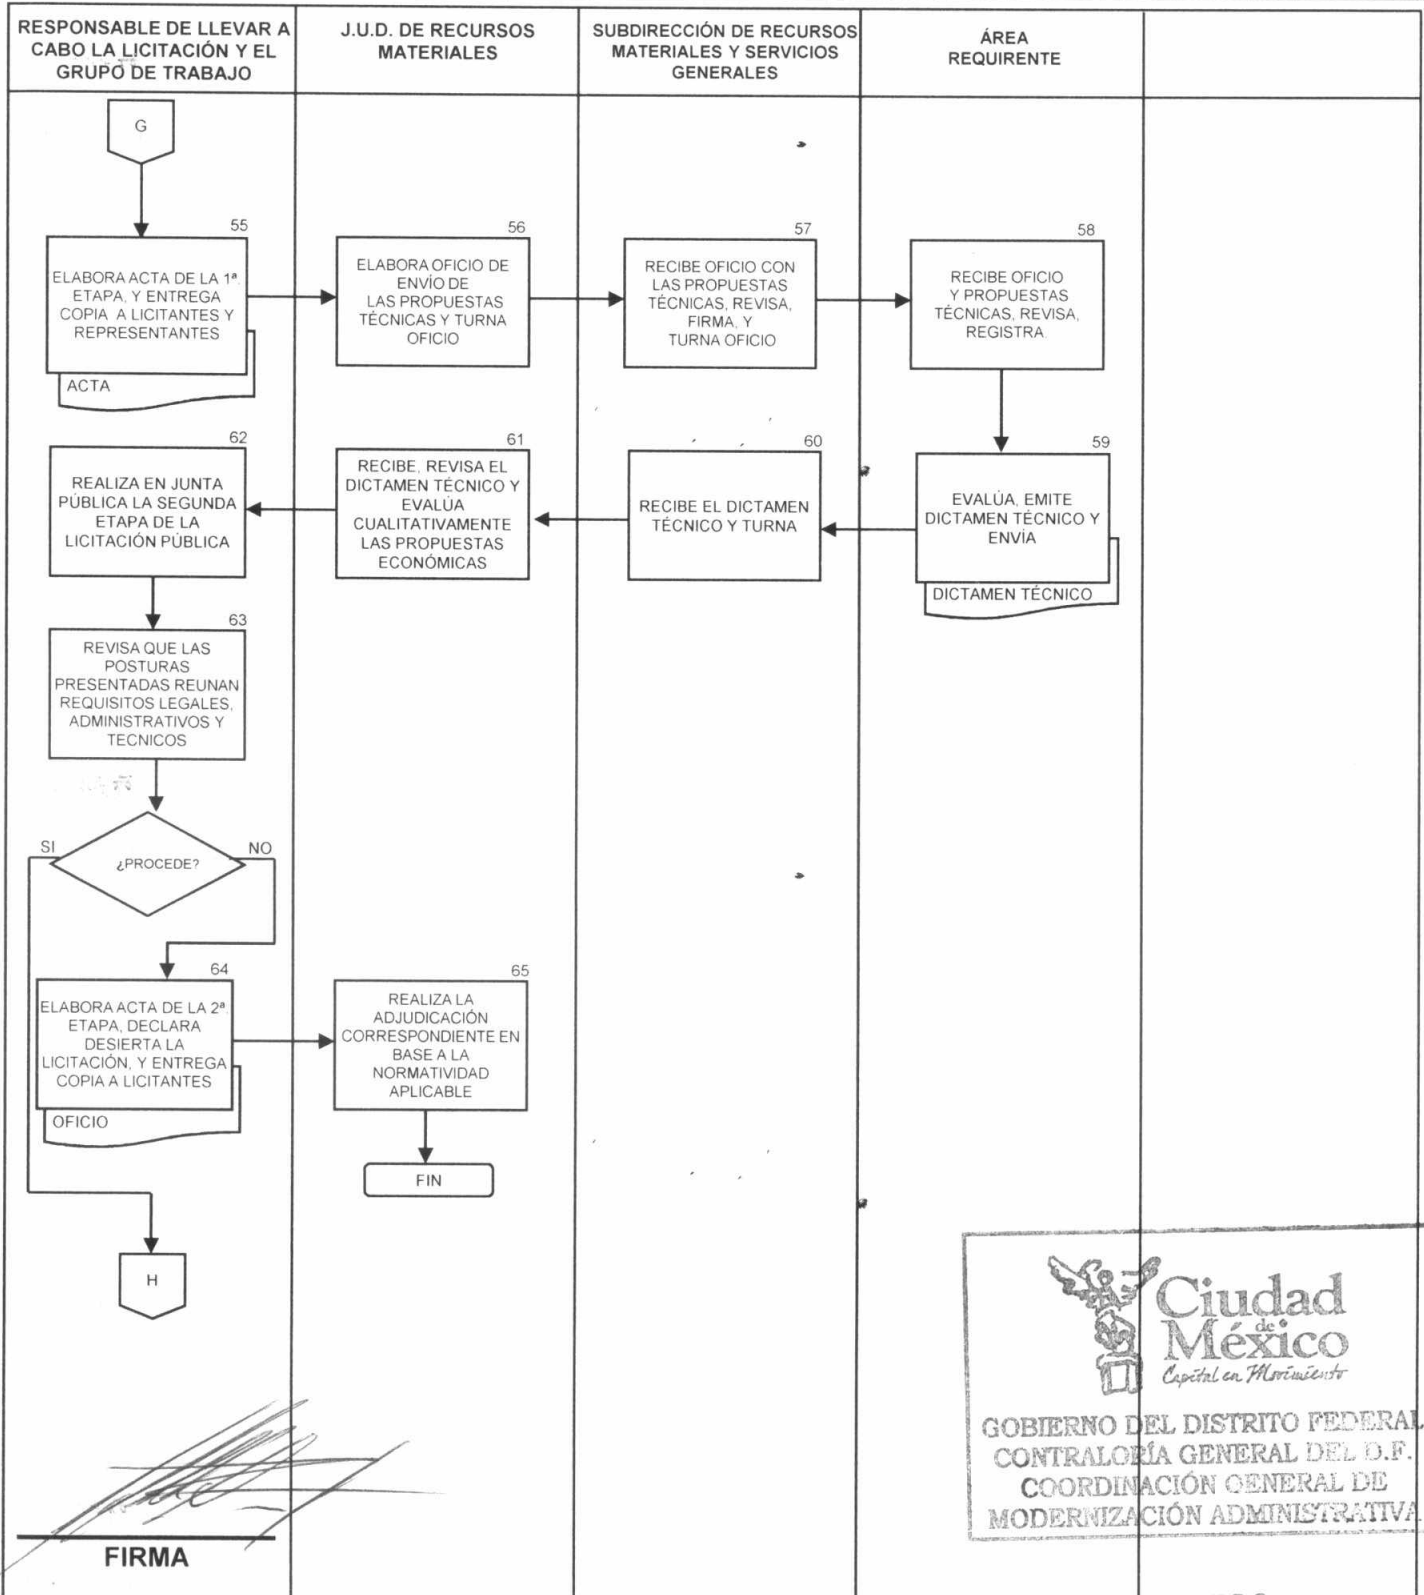 RESPONSABLE DE LLEVAR A
CABO LA LICITACIÓN Y EL
GRUPO DE TRABAJO
J.U.D. DE RECURSOS
MATERIALES
SUBDIRECCIÓN DE RECURSOS
MATERIALES Y SERVICIOS
GENERALES
ÁREA
REQUIRENTE
G
55
ELABORA ACTA DE LA 1ª.
ETAPA, Y ENTREGA
COPIA A LICITANTES Y
REPRESENTANTES
ACTA
56
ELABORA OFICIO DE
ENVÍO DE
LAS PROPUESTAS
TÉCNICAS Y TURNA
OFICIO
57
RECIBE OFICIO CON
LAS PROPUESTAS
TÉCNICAS, REVISA,
FIRMA, Y
TURNA OFICIO
58
RECIBE OFICIO
Y PROPUESTAS
TÉCNICAS, REVISA,
REGISTRA.
59
EVALÚA, EMITE
DICTAMEN TÉCNICO Y
ENVÍA
DICTAMEN TÉCNICO
60
RECIBE EL DICTAMEN
TÉCNICO Y TURNA
61
RECIBE, REVISA EL
DICTAMEN TÉCNICO Y
EVALÚA
CUALITATIVAMENTE
LAS PROPUESTAS
ECONÓMICAS
62
REALIZA EN JUNTA
PÚBLICA LA SEGUNDA
ETAPA DE LA
LICITACIÓN PÚBLICA
63
REVISA QUE LAS
POSTURAS
PRESENTADAS REUNAN
REQUISITOS LEGALES,
ADMINISTRATIVOS Y
TECNICOS
SI
¿PROCEDE?
NO
64
ELABORA ACTA DE LA 2ª.
ETAPA, DECLARA
DESIERTA LA
LICITACIÓN, Y ENTREGA
COPIA A LICITANTES
OFICIO
65
REALIZA LA
ADJUDICACIÓN
CORRESPONDIENTE EN
BASE A LA
NORMATIVIDAD
APLICABLE
FIN
H
Ciudad
de
México
Capital en Movimiento
GOBIERNO DEL DISTRITO FEDERAL
CONTRALORÍA GENERAL DEL D.F.
COORDINACIÓN GENERAL DE
MODERNIZACIÓN ADMINISTRATIVA
FIRMA